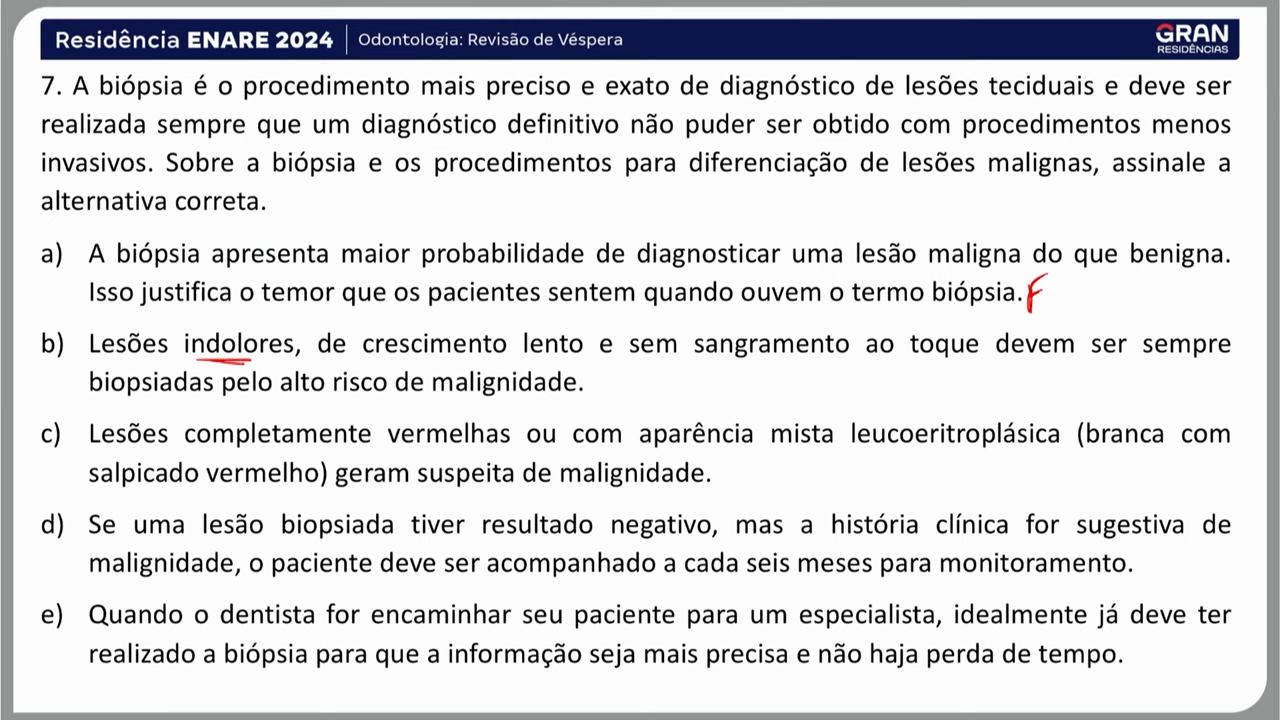 Residência ENARE 2024 | Odontologia: Revisão de Véspera
GRAN
RESIDÊNCIAS
7. A biópsia é o procedimento mais preciso e exato de diagnóstico de lesões teciduais e deve ser
realizada sempre que um diagnóstico definitivo não puder ser obtido com procedimentos menos
invasivos. Sobre a biópsia e os procedimentos para diferenciação de lesões malignas, assinale a
alternativa correta.
a) A biópsia apresenta maior probabilidade de diagnosticar uma lesão maligna do que benigna.
Isso justifica o temor que os pacientes sentem quando ouvem o termo biópsia. F
b) Lesões indolores, de crescimento lento e sem sangramento ao toque devem ser sempre
biopsiadas pelo alto risco de malignidade.
c) Lesões completamente vermelhas ou com aparência mista leucoeritroplásica (branca com
salpicado vermelho) geram suspeita de malignidade.
d) Se uma lesão biopsiada tiver resultado negativo, mas a história clínica for sugestiva de
malignidade, o paciente deve ser acompanhado a cada seis meses para monitoramento.
e) Quando o dentista for encaminhar seu paciente para um especialista, idealmente já deve ter
realizado a biópsia para que a informação seja mais precisa e não haja perda de tempo.